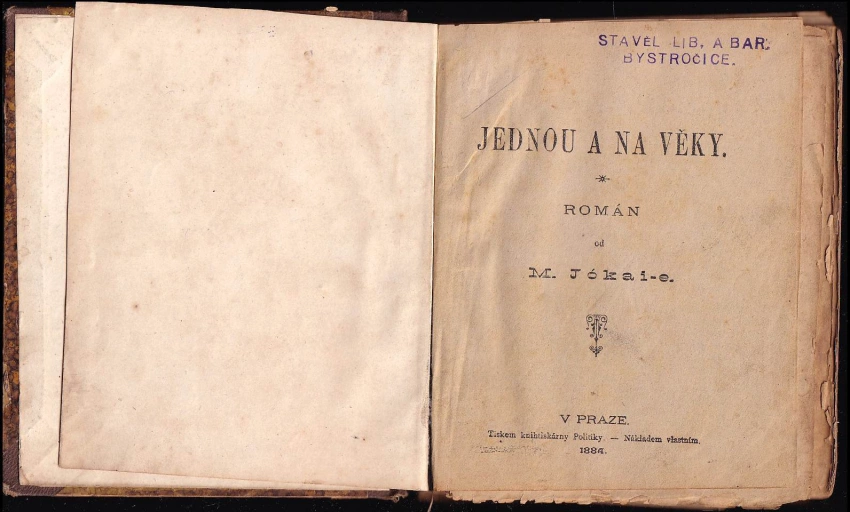 STAVĚL LIB. A BAR.
BYSTROČICE.
JEDNOU A NA VĚKY.
ROMÁN
od
M. Jókai-e.
V PRAZE.
Tiskem knihtiskárny Politiky. — Nákladem vlastním.
1884.